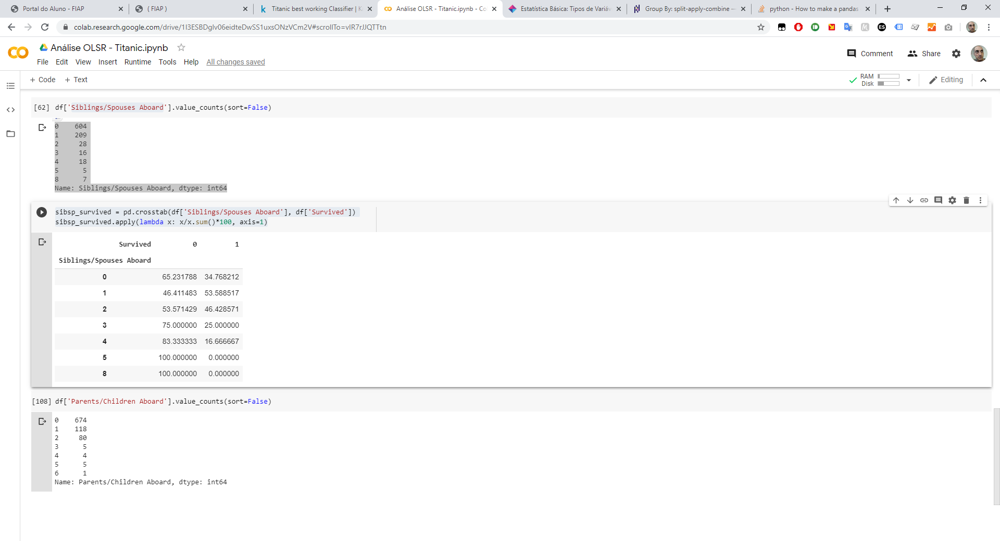 Portal do Aluno - FIAP
( FIAP )
Titanic best working Classifier | K
Análise OLSR - Titanic.ipynb - Co
Estatística Básica: Tipos de Variáv
Group By: split-apply-combine —
python - How to make a pandas
colab.research.google.com/drive/1I3ESBDglv06eidteDwSS1uxsONzVCm2V#scrollTo=vIR7rJJQTTtn
Análise OLSR - Titanic.ipynb
Comment
Share
File Edit View Insert Runtime Tools Help All changes saved
+ Code + Text
RAM
Disk
Editing
[62] df['Siblings/Spouses Aboard'].value_counts(sort=False)
0 604
1 209
2 28
3 16
4 18
5 5
8 7
Name: Siblings/Spouses Aboard, dtype: int64
sibsp_survived = pd.crosstab(df['Siblings/Spouses Aboard'], df['Survived'])
sibsp_survived.apply(lambda x: x/x.sum()*100, axis=1)
Survived 0 1
Siblings/Spouses Aboard
0 65.231788 34.768212
1 46.411483 53.588517
2 53.571429 46.428571
3 75.000000 25.000000
4 83.333333 16.666667
5 100.000000 0.000000
8 100.000000 0.000000
[108] df['Parents/Children Aboard'].value_counts(sort=False)
0 674
1 118
2 80
3 5
4 4
5 5
6 1
Name: Parents/Children Aboard, dtype: int64